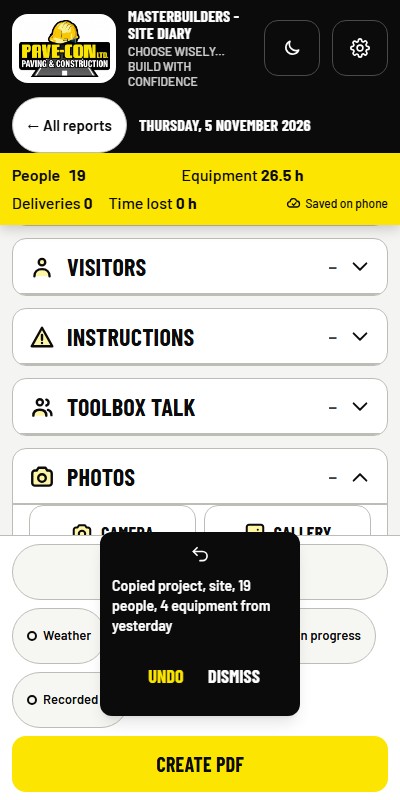 PAVE-CON LTD.
PAVING & CONSTRUCTION
MASTERBUILDERS -
SITE DIARY
CHOOSE WISELY...
BUILD WITH
CONFIDENCE
← All reports
THURSDAY, 5 NOVEMBER 2026
People 19
Equipment 26.5 h
Deliveries 0
Time lost 0 h
Saved on phone
VISITORS –
INSTRUCTIONS –
TOOLBOX TALK –
PHOTOS –
CAMERA
GALLERY
Copied project, site, 19
people, 4 equipment from
yesterday
UNDO
DISMISS
Weather
n progress
Recorded
CREATE PDF